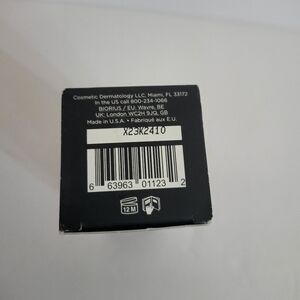 Cosmetic Dermatology LLC, Miami, FL 33172
In the US call 800-234-1066
BIORIUS / EU: Wavre, BE
UK: London WC2H 9JQ, GB
Made in U.S.A. • Fabriqué aux E.U.
X23K2410
6 63963 01123 2
12 M